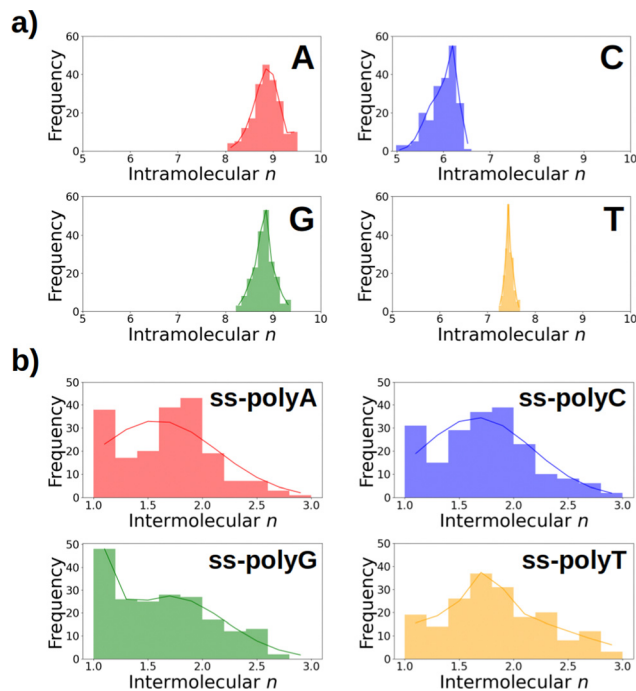 a)
A
60
40
20
0
Frequency
5 6 7 8 9 10
Intramolecular n
C
60
40
20
0
Frequency
5 6 7 8 9 10
Intramolecular n
G
60
40
20
0
Frequency
5 6 7 8 9 10
Intramolecular n
T
60
40
20
0
Frequency
5 6 7 8 9 10
Intramolecular n
b)
ss-polyA
50
40
30
20
10
0
Frequency
1.0 1.5 2.0 2.5 3.0
Intermolecular n
ss-polyC
50
40
30
20
10
0
Frequency
1.0 1.5 2.0 2.5 3.0
Intermolecular n
ss-polyG
50
40
30
20
10
0
Frequency
1.0 1.5 2.0 2.5 3.0
Intermolecular n
ss-polyT
50
40
30
20
10
0
Frequency
1.0 1.5 2.0 2.5 3.0
Intermolecular n